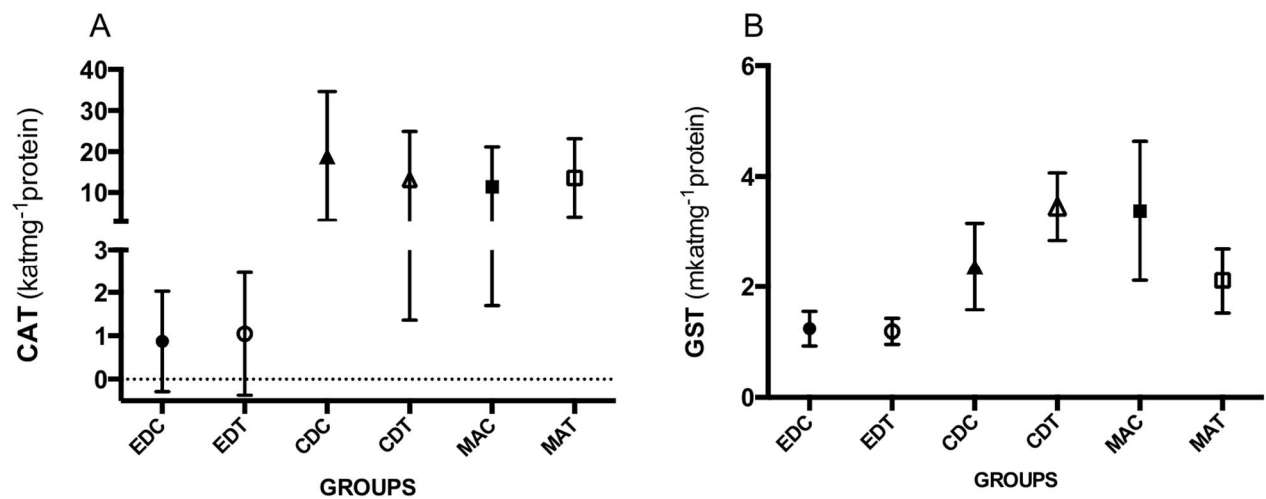 A
CAT (katmg⁻¹protein)
40
30
20
10
3
2
1
0
EDC EDT CDC CDT MAC MAT
GROUPS
B
GST (mkatmg⁻¹protein)
6
4
2
0
EDC EDT CDC CDT MAC MAT
GROUPS